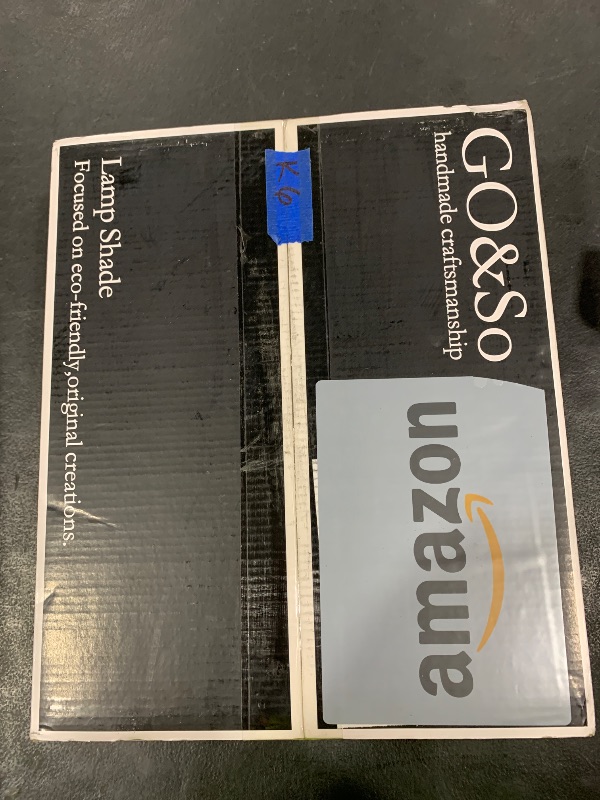 GO&So
handmade craftsmanship
K6
Lamp Shade
Focused on eco-friendly,original creations.
amazon